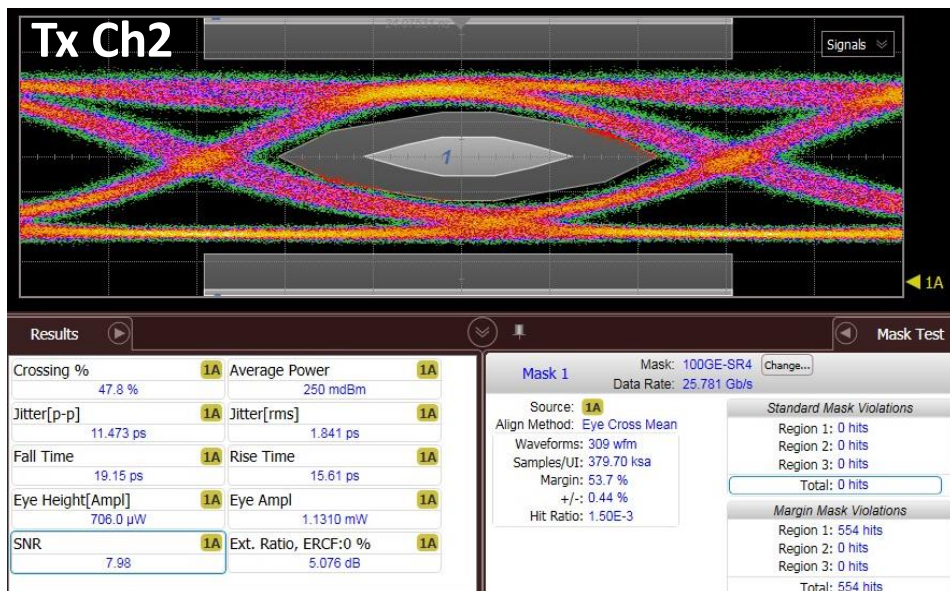 Tx Ch2
Signals
1
1A
Results
Mask Test
Crossing % 1A
47.8 %
Average Power 1A
250 mdBm
Jitter[p-p] 1A
11.473 ps
Jitter[rms] 1A
1.841 ps
Fall Time 1A
19.15 ps
Rise Time 1A
15.61 ps
Eye Height[Ampl] 1A
706.0 µW
Eye Ampl 1A
1.1310 mW
SNR 1A
7.98
Ext. Ratio, ERCF:0 % 1A
5.076 dB
Mask 1
Mask: 100GE-SR4 Change...
Data Rate: 25.781 Gb/s
Source: 1A
Align Method: Eye Cross Mean
Waveforms: 309 wfm
Samples/UI: 379.70 ksa
Margin: 53.7 %
+/-: 0.44 %
Hit Ratio: 1.50E-3
Standard Mask Violations
Region 1: 0 hits
Region 2: 0 hits
Region 3: 0 hits
Total: 0 hits
Margin Mask Violations
Region 1: 554 hits
Region 2: 0 hits
Region 3: 0 hits
Total: 554 hits